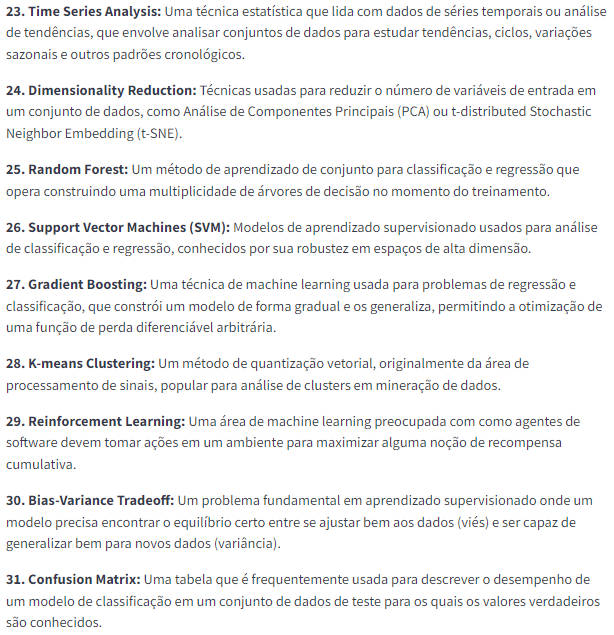 23. Time Series Analysis: Uma técnica estatística que lida com dados de séries temporais ou análise
de tendências, que envolve analisar conjuntos de dados para estudar tendências, ciclos, variações
sazonais e outros padrões cronológicos.
24. Dimensionality Reduction: Técnicas usadas para reduzir o número de variáveis de entrada em
um conjunto de dados, como Análise de Componentes Principais (PCA) ou t-distributed Stochastic
Neighbor Embedding (t-SNE).
25. Random Forest: Um método de aprendizado de conjunto para classificação e regressão que
opera construindo uma multiplicidade de árvores de decisão no momento do treinamento.
26. Support Vector Machines (SVM): Modelos de aprendizado supervisionado usados para análise
de classificação e regressão, conhecidos por sua robustez em espaços de alta dimensão.
27. Gradient Boosting: Uma técnica de machine learning usada para problemas de regressão e
classificação, que constrói um modelo de forma gradual e os generaliza, permitindo a otimização de
uma função de perda diferenciável arbitrária.
28. K-means Clustering: Um método de quantização vetorial, originalmente da área de
processamento de sinais, popular para análise de clusters em mineração de dados.
29. Reinforcement Learning: Uma área de machine learning preocupada com como agentes de
software devem tomar ações em um ambiente para maximizar alguma noção de recompensa
cumulativa.
30. Bias-Variance Tradeoff: Um problema fundamental em aprendizado supervisionado onde um
modelo precisa encontrar o equilíbrio certo entre se ajustar bem aos dados (viés) e ser capaz de
generalizar bem para novos dados (variância).
31. Confusion Matrix: Uma tabela que é frequentemente usada para descrever o desempenho de
um modelo de classificação em um conjunto de dados de teste para os quais os valores verdadeiros
são conhecidos.